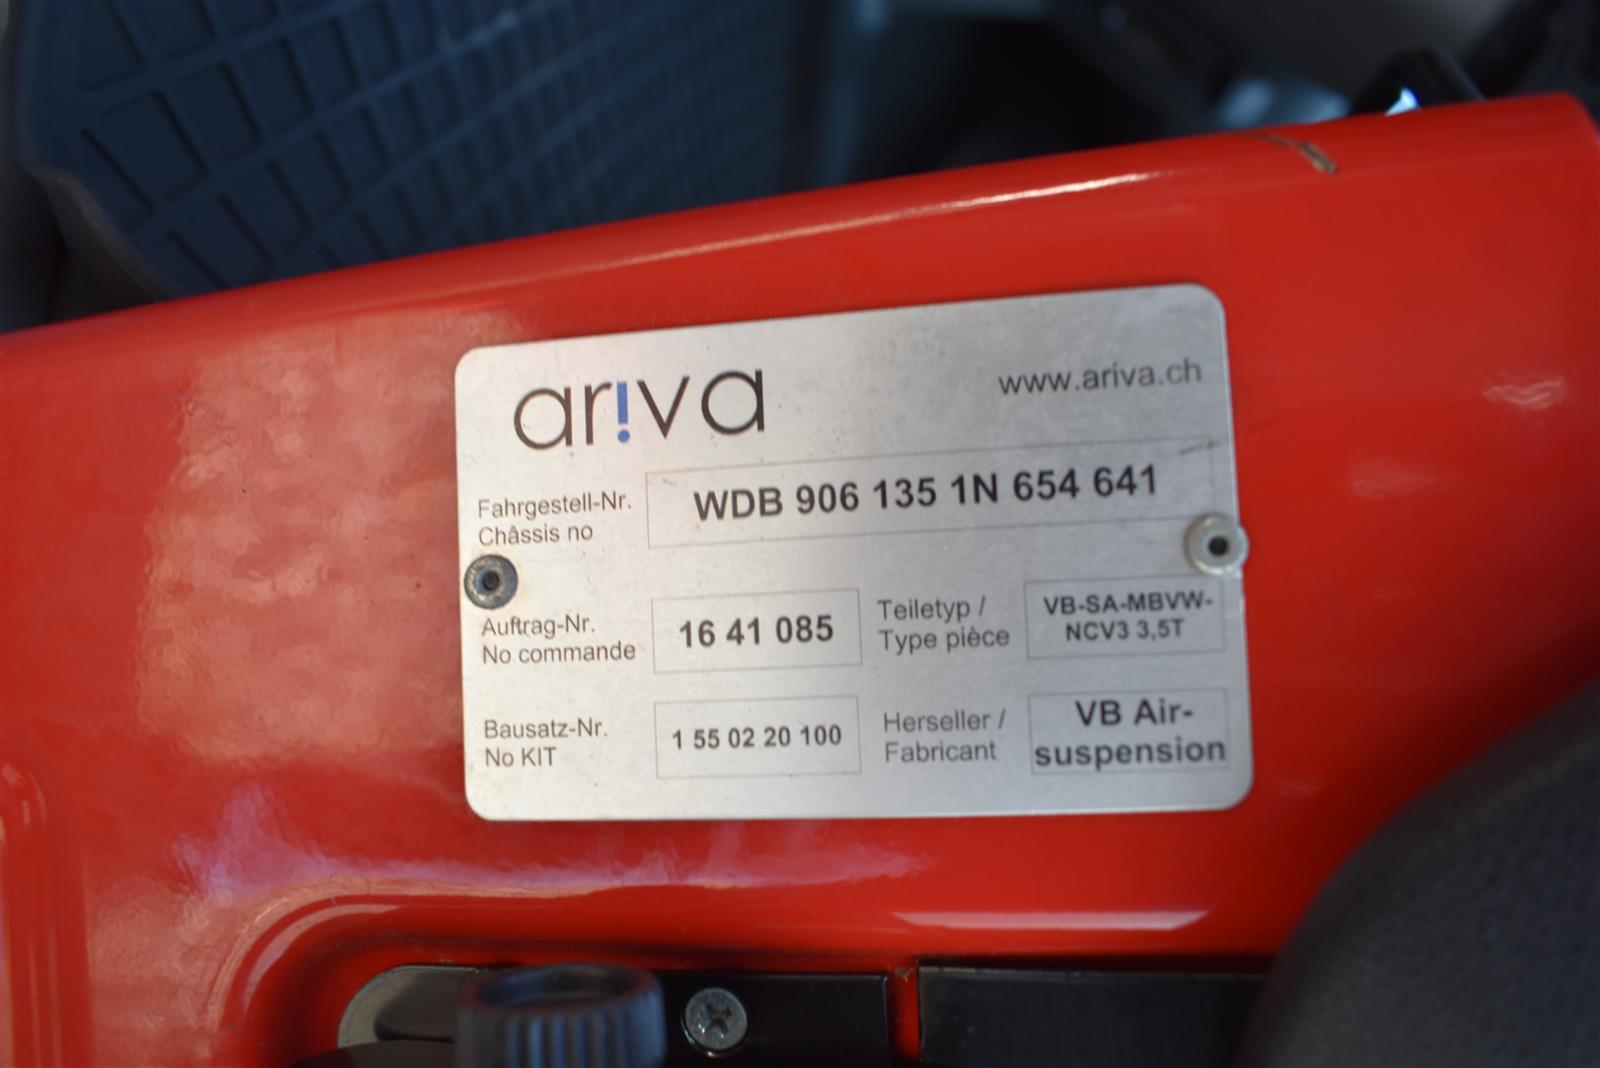 ar!va
www.ariva.ch
Fahrgestell-Nr.
Châssis no
WDB 906 135 1N 654 641
Auftrag-Nr.
No commande
16 41 085
Teiletyp /
Type pièce
VB-SA-MBVW-
NCV3 3,5T
Bausatz-Nr.
No KIT
1 55 02 20 100
Herseller /
Fabricant
VB Air-
suspension